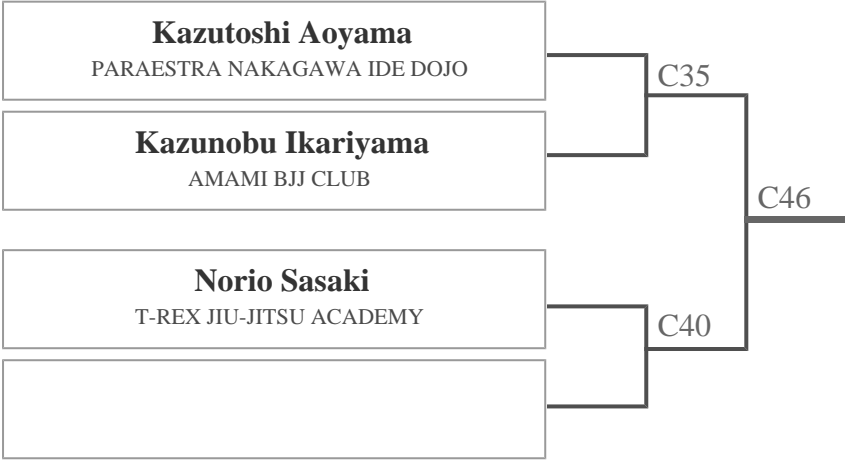 Kazutoshi Aoyama
PARAESTRA NAKAGAWA IDE DOJO
C35
Kazunobu Ikariyama
AMAMI BJJ CLUB
C46
Norio Sasaki
T-REX JIU-JITSU ACADEMY
C40